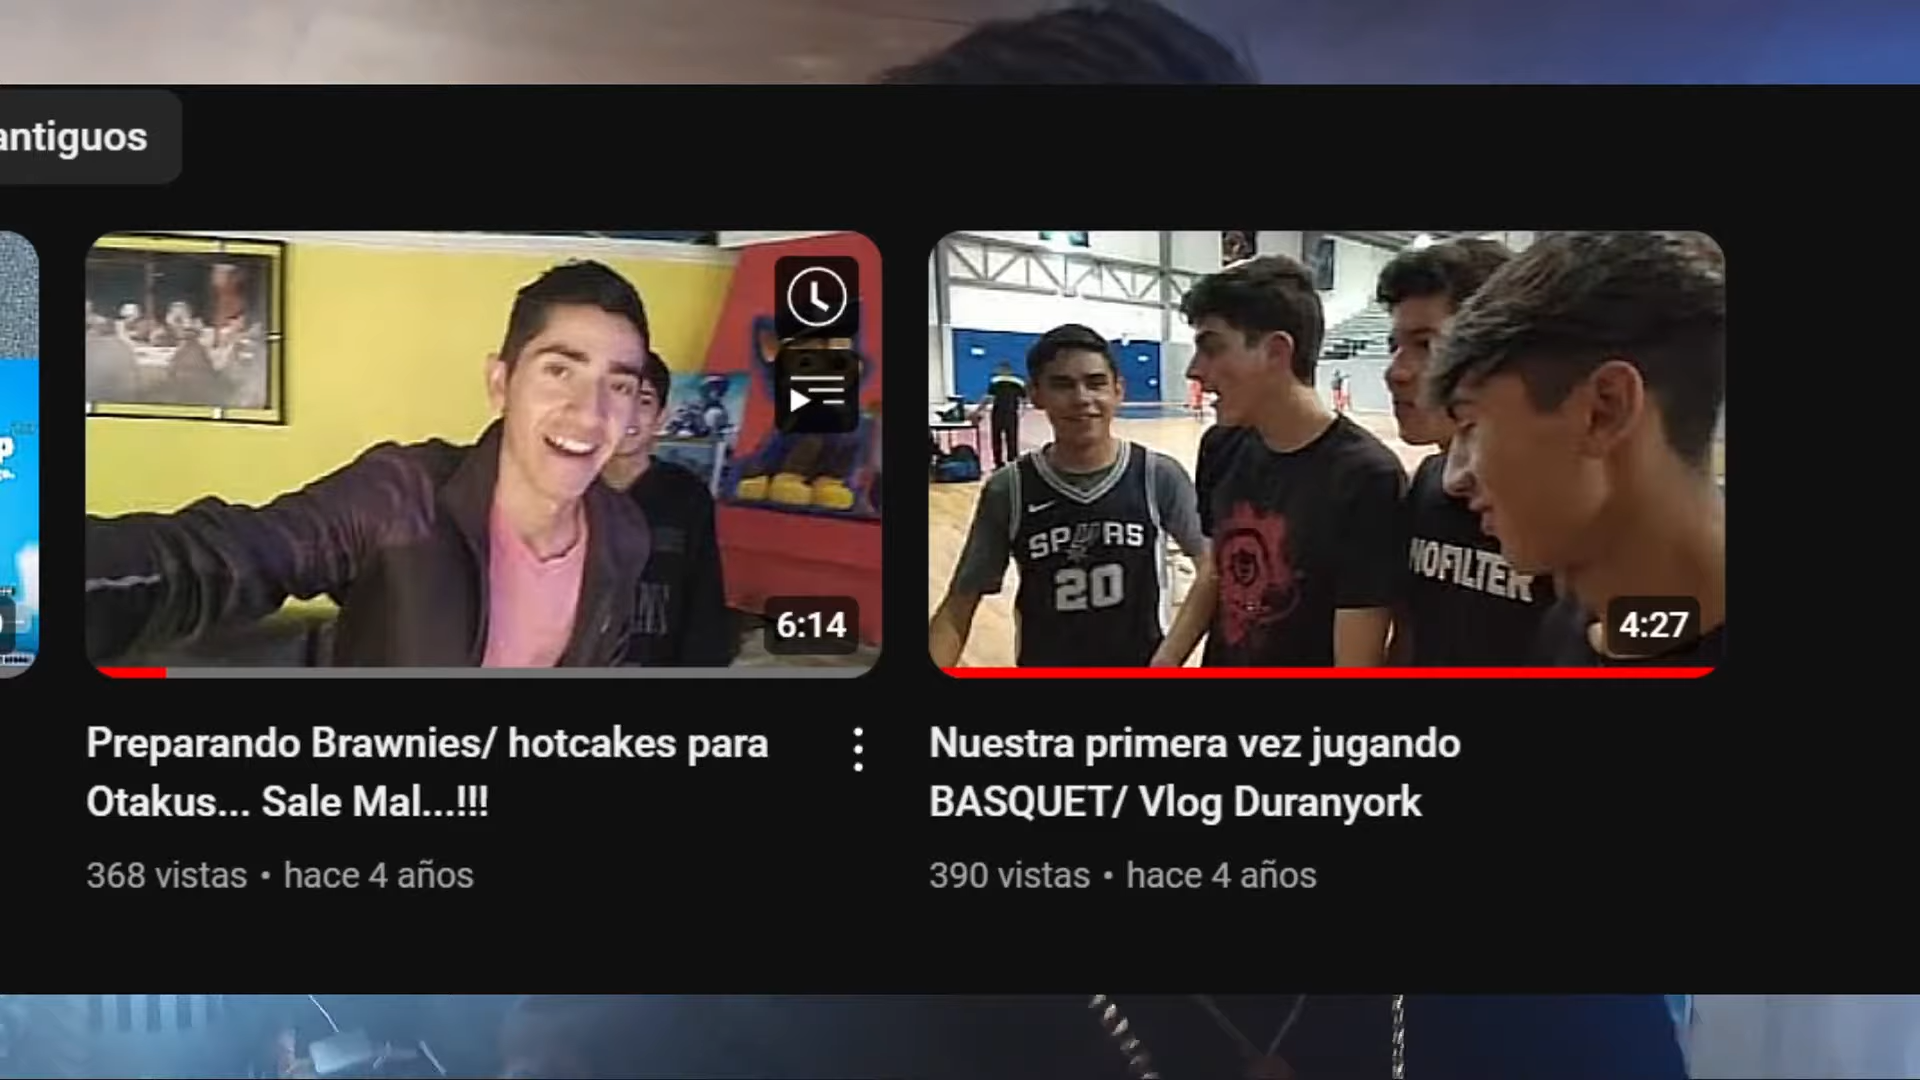 antiguos
6:14
SPURS
20
NOFILTER
4:27
Preparando Brawnies/ hotcakes para
Otakus... Sale Mal...!!!
368 vistas • hace 4 años
Nuestra primera vez jugando
BASQUET/ Vlog Duranyork
390 vistas • hace 4 años